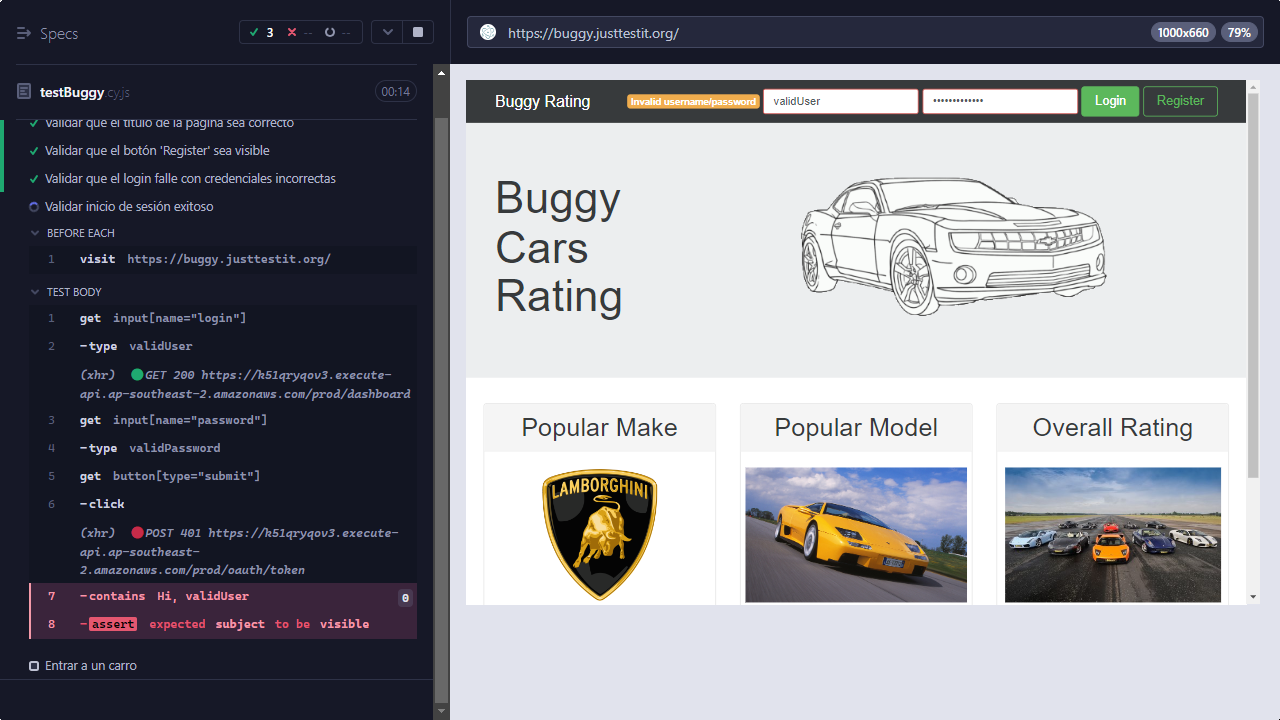 Specs
3
--
--
testBuggy.cy.js
00:14
Validar que el título de la página sea correcto
Validar que el botón 'Register' sea visible
Validar que el login falle con credenciales incorrectas
Validar inicio de sesión exitoso
BEFORE EACH
1 visit https://buggy.justtestit.org/
TEST BODY
1 get input[name="login"]
2 -type validUser
(xhr) GET 200 https://k51qryqov3.execute-
api.ap-southeast-2.amazonaws.com/prod/dashboard
3 get input[name="password"]
4 -type validPassword
5 get button[type="submit"]
6 -click
(xhr) POST 401 https://k51qryqov3.execute-
api.ap-southeast-
2.amazonaws.com/prod/oauth/token
7 -contains Hi, validUser 0
8 -assert expected subject to be visible
Entrar a un carro
https://buggy.justtestit.org/
1000x660
79%
Buggy Rating
Invalid username/password
validUser
•••••••••••••
Login
Register
Buggy
Cars
Rating
Popular Make
LAMBORGHINI
Popular Model
Overall Rating